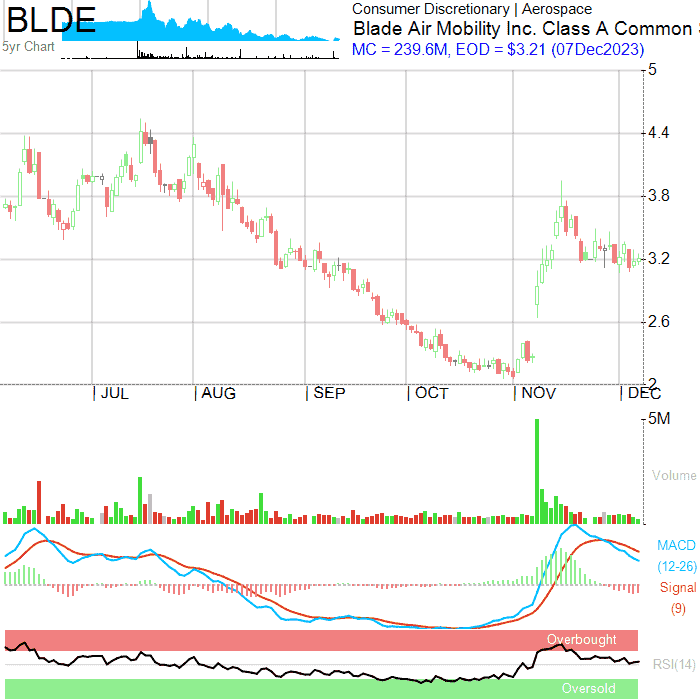 BLDE
5yr Chart
Consumer Discretionary | Aerospace
Blade Air Mobility Inc. Class A Common
MC = 239.6M, EOD = $3.21 (07Dec2023)
5
4.4
3.8
3.2
2.6
2
JUL AUG SEP OCT NOV DEC
5M
Volume
MACD
(12-26)
Signal
(9)
Overbought
RSI(14)
Oversold